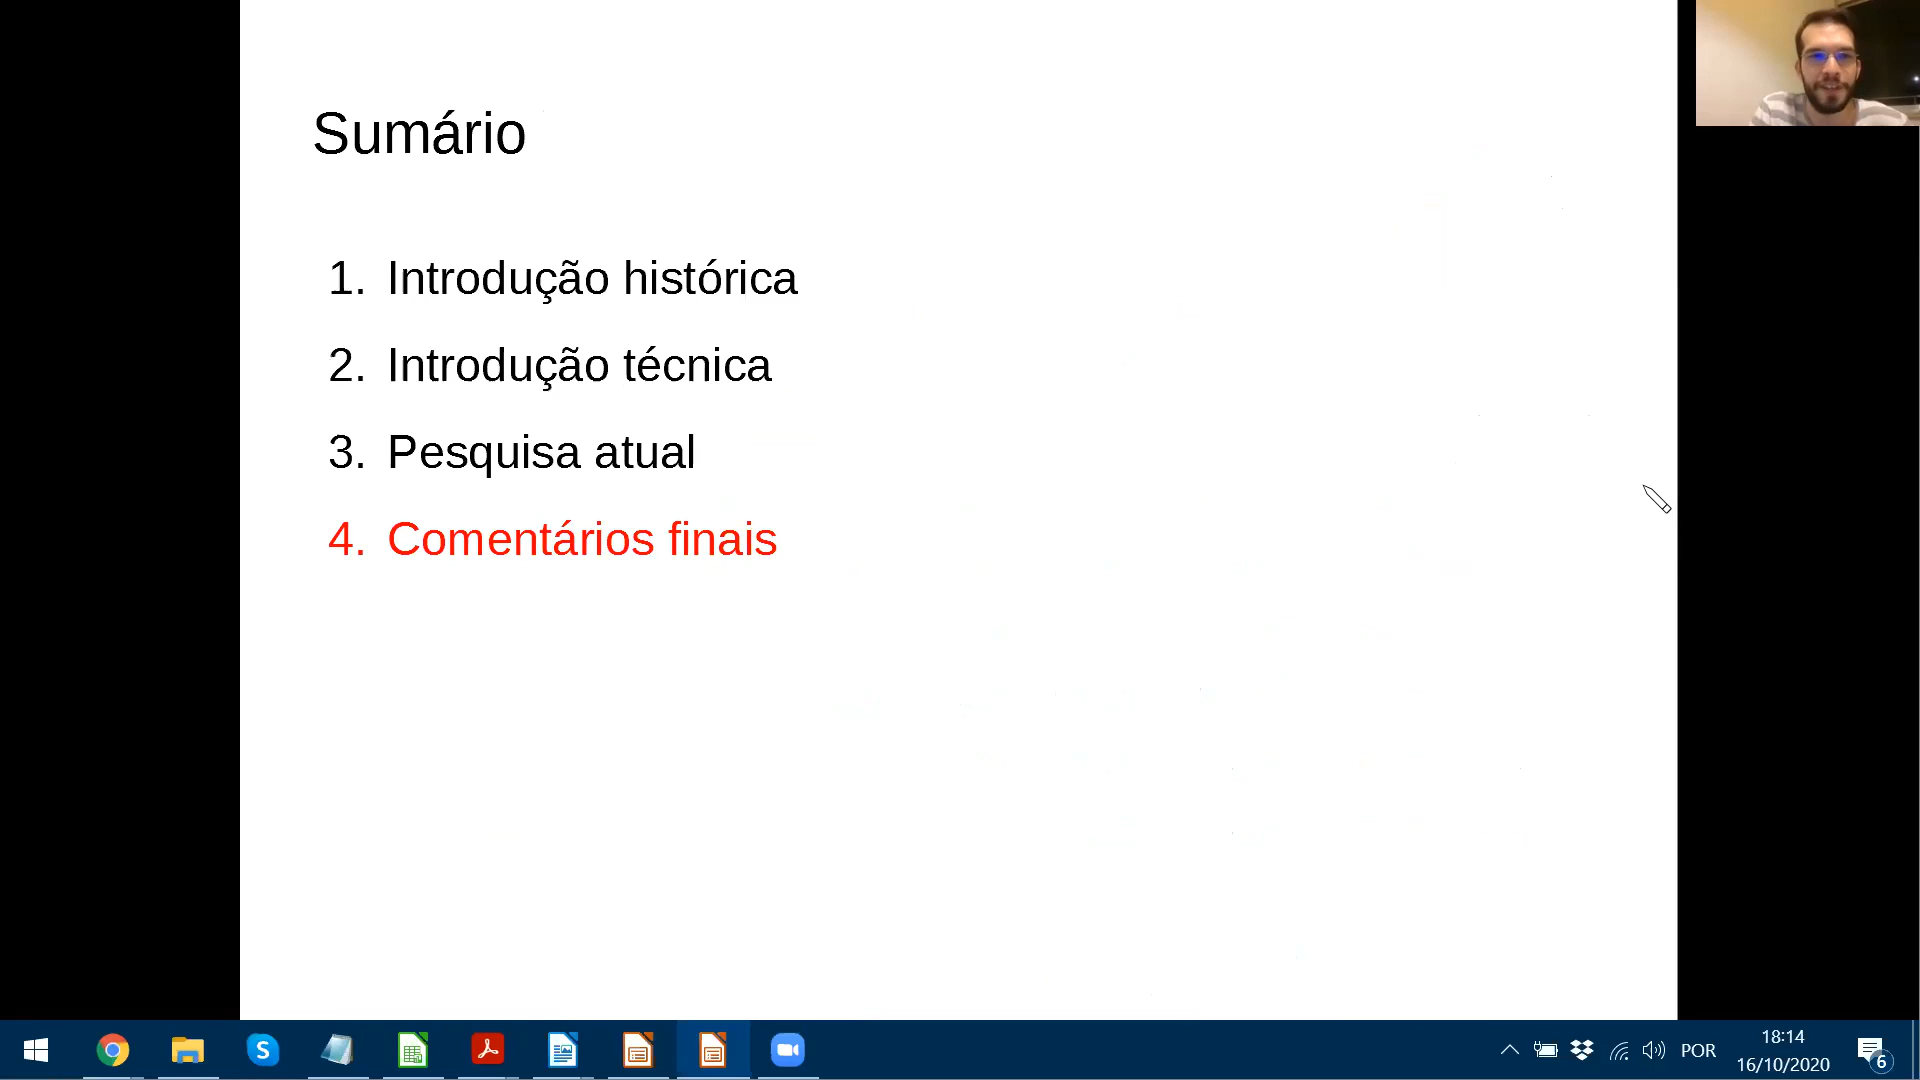 Sumário
1. Introdução histórica
2. Introdução técnica
3. Pesquisa atual
4. Comentários finais
S
POR
18:14
16/10/2020
6